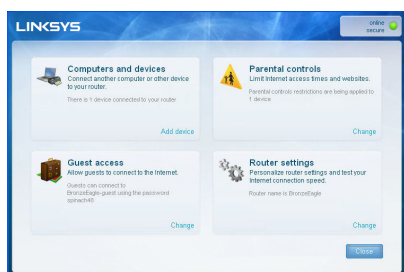 LINKSYS
online
secure
Computers and devices
Connect another computer or other device
to your router.
There is 1 device connected to your router
Add device
Parental controls
Limit Internet access times and websites.
Parental controls restrictions are being applied to
1 device
Change
Guest access
Allow guests to connect to the Internet.
Guests can connect to
BronzeEagle-guest using the password
spinach46
Change
Router settings
Personalize router settings and test your
Internet connection speed.
Router name is BronzeEagle
Change
Close